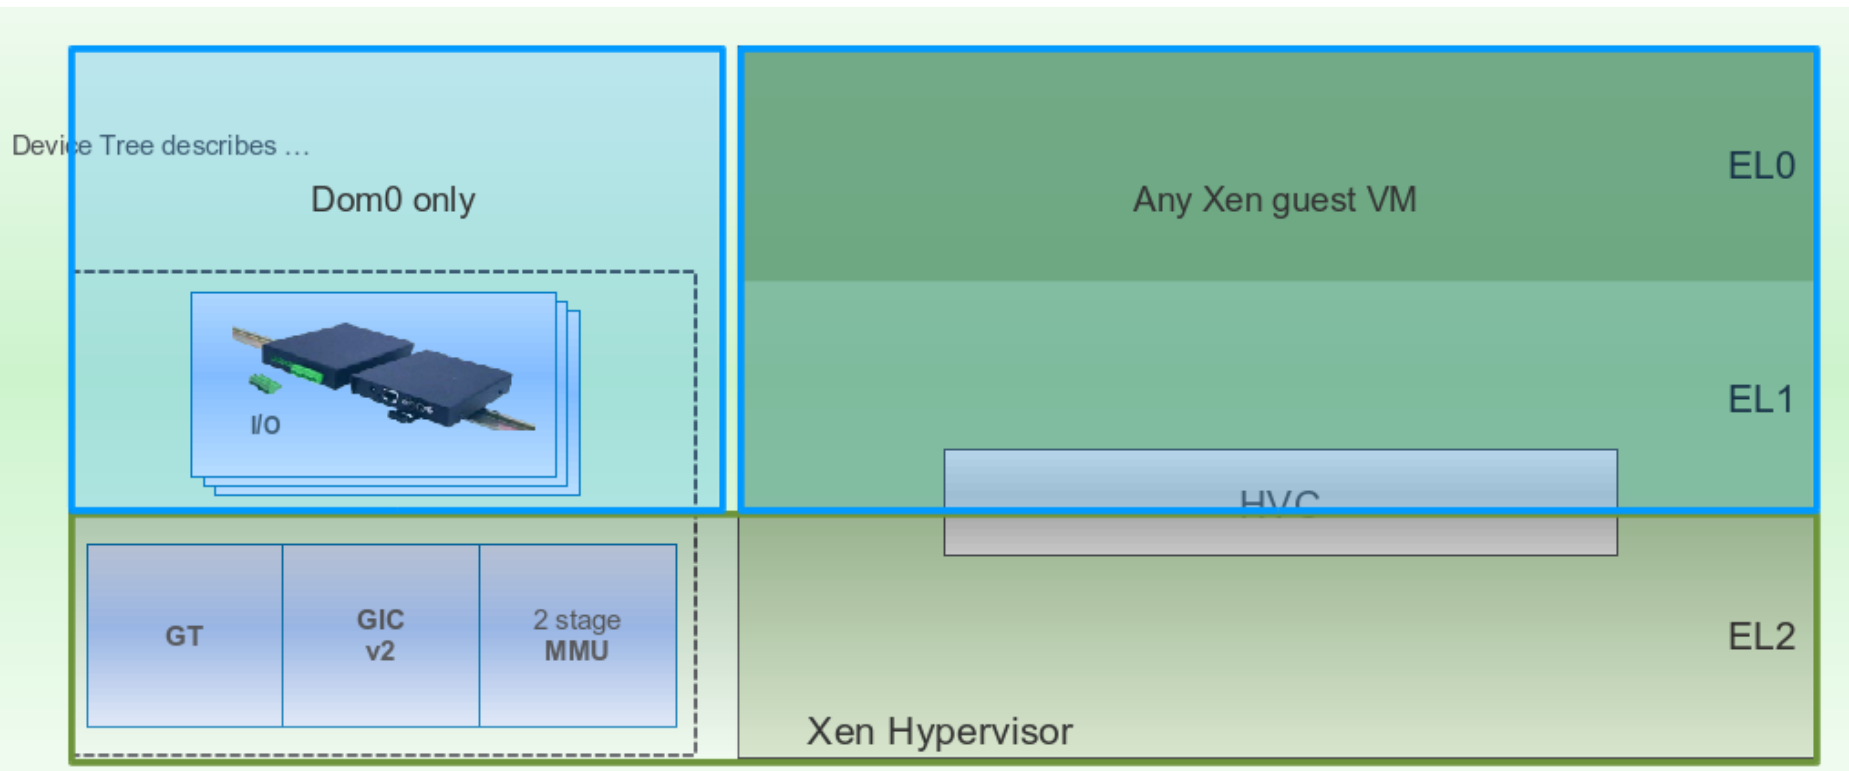 Device Tree describes …
Dom0 only
Any Xen guest VM
EL0
I/O
EL1
HVC
GT
GIC
v2
2 stage
MMU
EL2
Xen Hypervisor